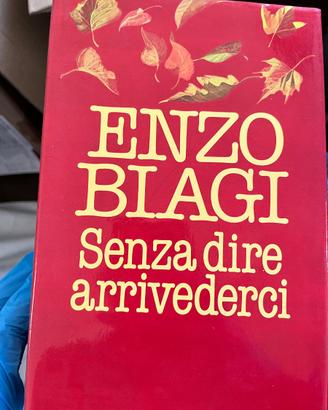 ENZO
BIAGI
Senza dire
arrivederci